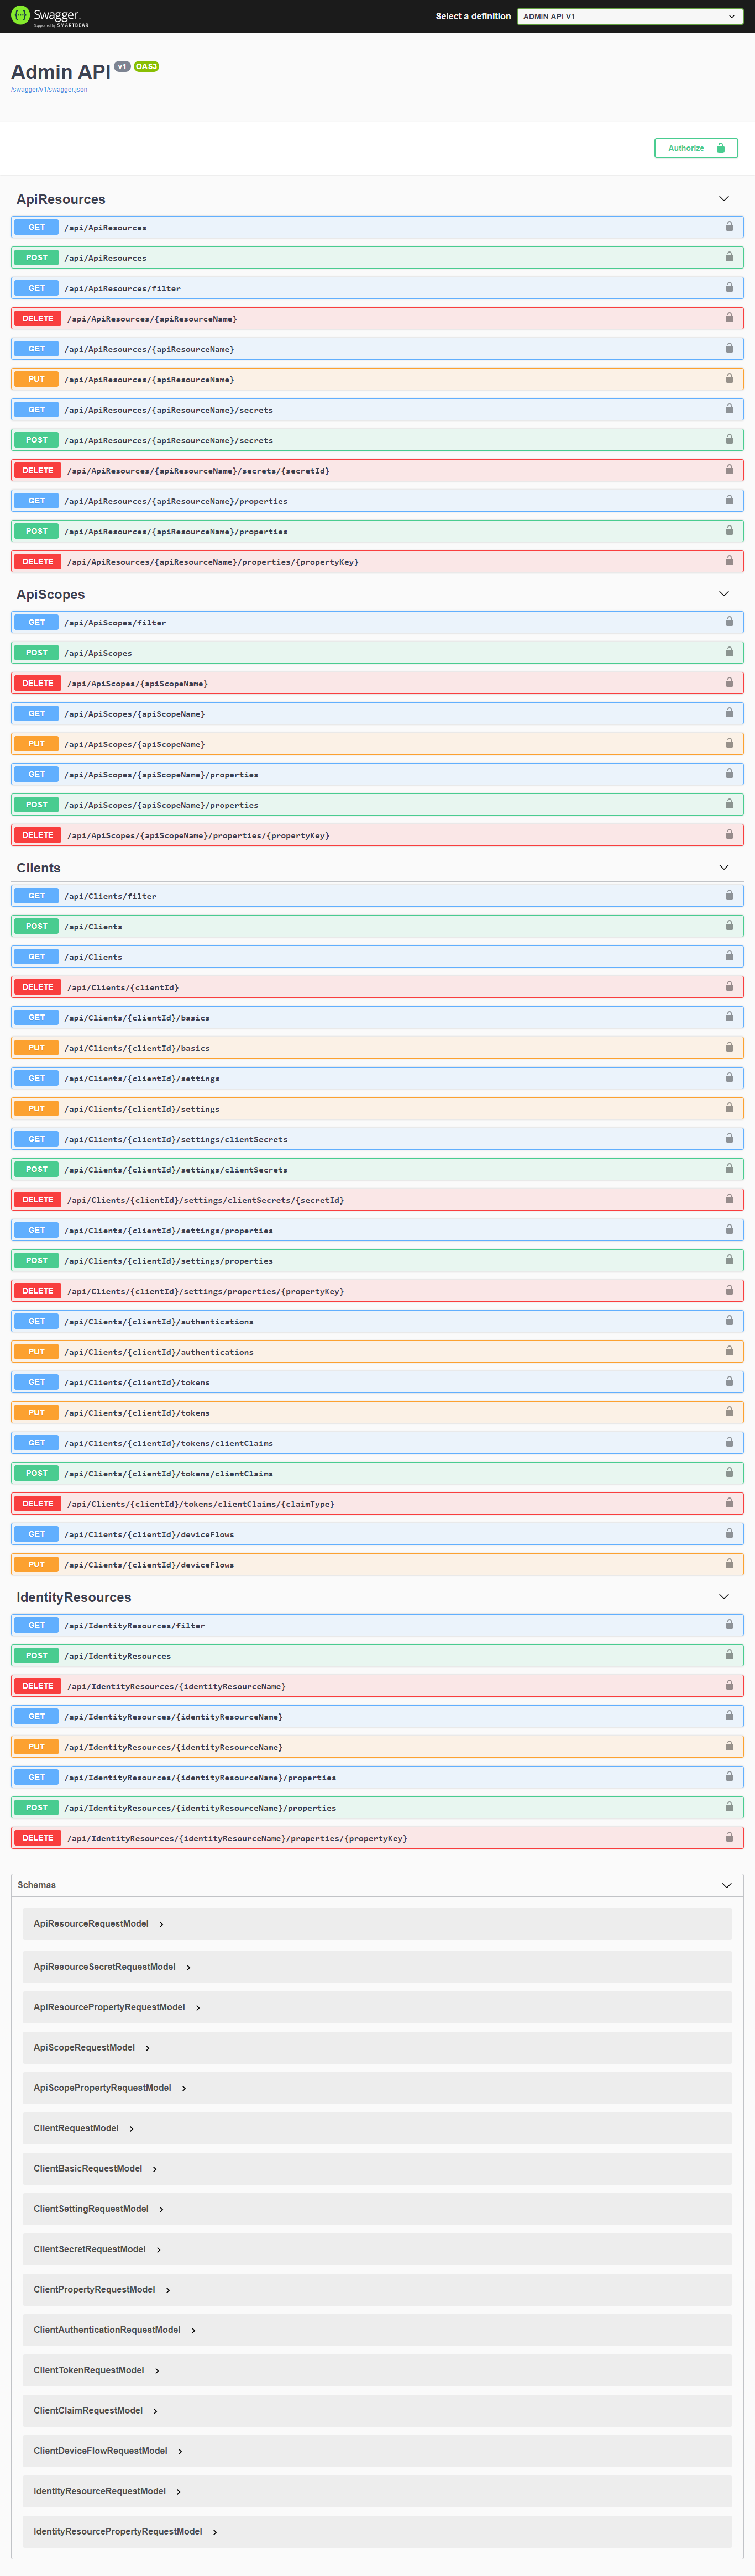 Swagger
Supported by SMARTBEAR
Select a definition
ADMIN API V1
Admin API
v1
OAS3
/swagger/v1/swagger.json
Authorize
ApiResources
GET /api/ApiResources
POST /api/ApiResources
GET /api/ApiResources/filter
DELETE /api/ApiResources/{apiResourceName}
GET /api/ApiResources/{apiResourceName}
PUT /api/ApiResources/{apiResourceName}
GET /api/ApiResources/{apiResourceName}/secrets
POST /api/ApiResources/{apiResourceName}/secrets
DELETE /api/ApiResources/{apiResourceName}/secrets/{secretId}
GET /api/ApiResources/{apiResourceName}/properties
POST /api/ApiResources/{apiResourceName}/properties
DELETE /api/ApiResources/{apiResourceName}/properties/{propertyKey}
ApiScopes
GET /api/ApiScopes/filter
POST /api/ApiScopes
DELETE /api/ApiScopes/{apiScopeName}
GET /api/ApiScopes/{apiScopeName}
PUT /api/ApiScopes/{apiScopeName}
GET /api/ApiScopes/{apiScopeName}/properties
POST /api/ApiScopes/{apiScopeName}/properties
DELETE /api/ApiScopes/{apiScopeName}/properties/{propertyKey}
Clients
GET /api/Clients/filter
POST /api/Clients
GET /api/Clients
DELETE /api/Clients/{clientId}
GET /api/Clients/{clientId}/basics
PUT /api/Clients/{clientId}/basics
GET /api/Clients/{clientId}/settings
PUT /api/Clients/{clientId}/settings
GET /api/Clients/{clientId}/settings/clientSecrets
POST /api/Clients/{clientId}/settings/clientSecrets
DELETE /api/Clients/{clientId}/settings/clientSecrets/{secretId}
GET /api/Clients/{clientId}/settings/properties
POST /api/Clients/{clientId}/settings/properties
DELETE /api/Clients/{clientId}/settings/properties/{propertyKey}
GET /api/Clients/{clientId}/authentications
PUT /api/Clients/{clientId}/authentications
GET /api/Clients/{clientId}/tokens
PUT /api/Clients/{clientId}/tokens
GET /api/Clients/{clientId}/tokens/clientClaims
POST /api/Clients/{clientId}/tokens/clientClaims
DELETE /api/Clients/{clientId}/tokens/clientClaims/{claimType}
GET /api/Clients/{clientId}/deviceFlows
PUT /api/Clients/{clientId}/deviceFlows
IdentityResources
GET /api/IdentityResources/filter
POST /api/IdentityResources
DELETE /api/IdentityResources/{identityResourceName}
GET /api/IdentityResources/{identityResourceName}
PUT /api/IdentityResources/{identityResourceName}
GET /api/IdentityResources/{identityResourceName}/properties
POST /api/IdentityResources/{identityResourceName}/properties
DELETE /api/IdentityResources/{identityResourceName}/properties/{propertyKey}
Schemas
ApiResourceRequestModel
ApiResourceSecretRequestModel
ApiResourcePropertyRequestModel
ApiScopeRequestModel
ApiScopePropertyRequestModel
ClientRequestModel
ClientBasicRequestModel
ClientSettingRequestModel
ClientSecretRequestModel
ClientPropertyRequestModel
ClientAuthenticationRequestModel
ClientTokenRequestModel
ClientClaimRequestModel
ClientDeviceFlowRequestModel
IdentityResourceRequestModel
IdentityResourcePropertyRequestModel